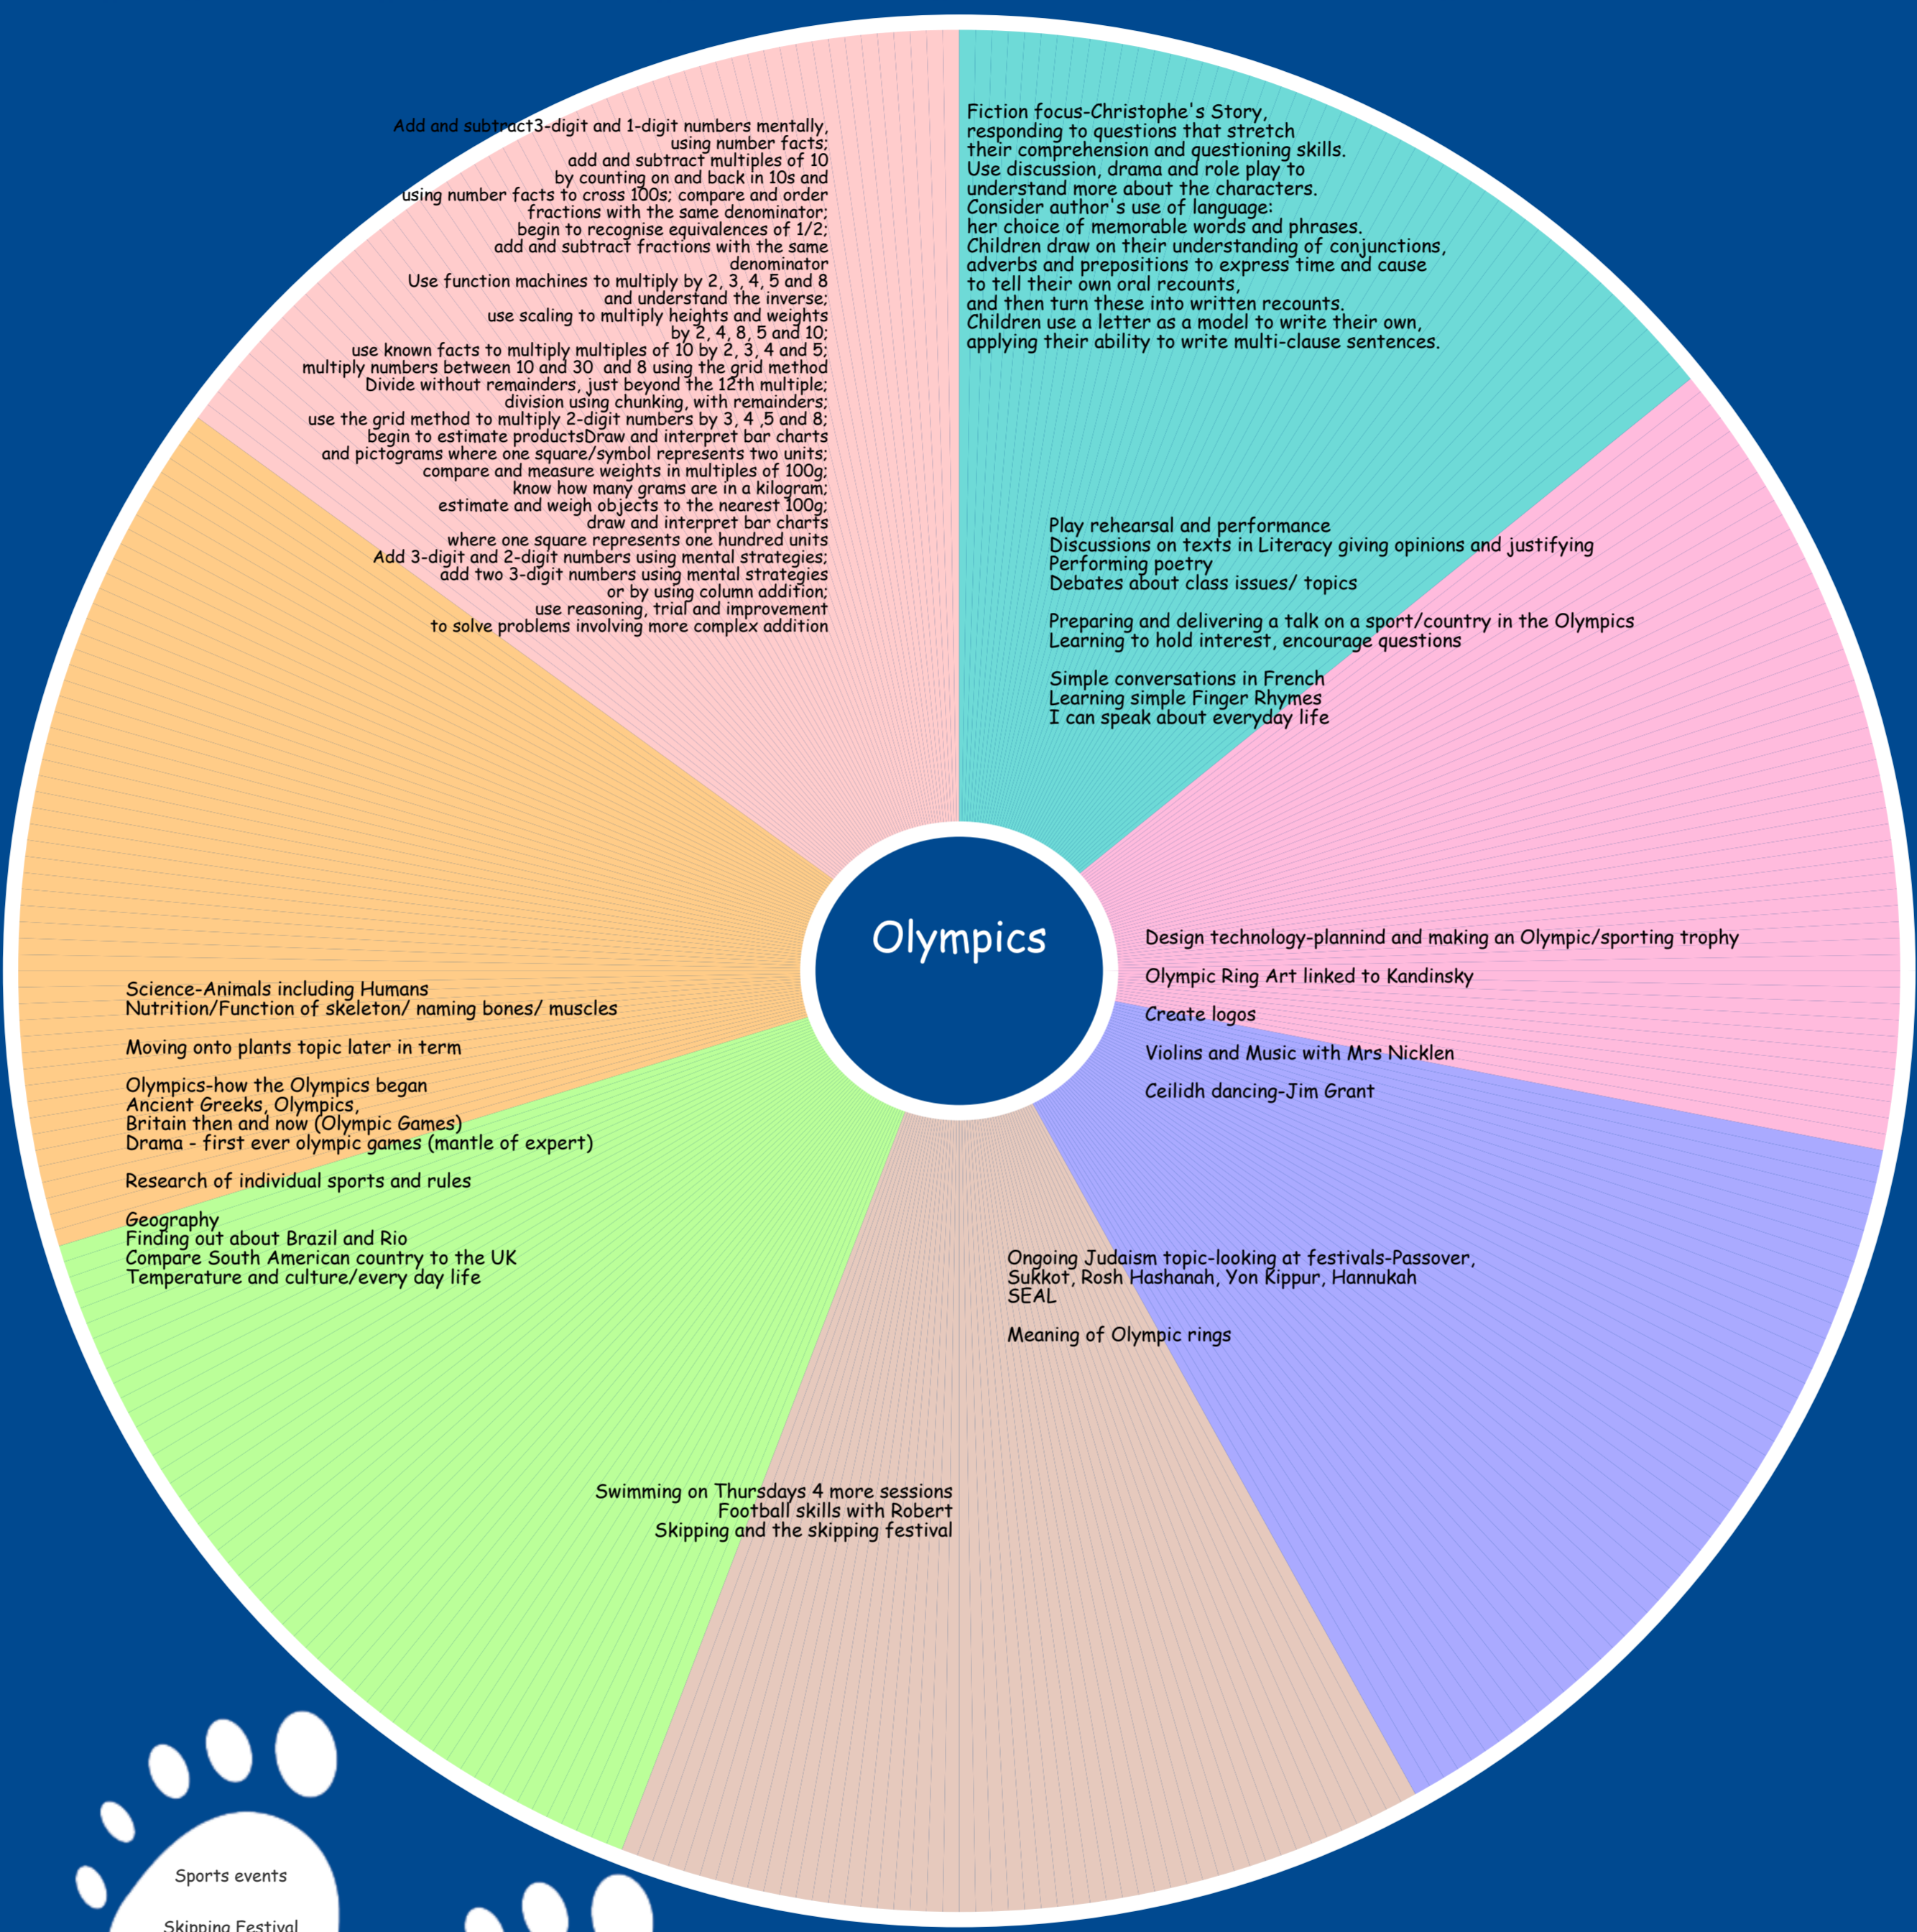 Add and subtract3-digit and 1-digit numbers mentally,
using number facts;
add and subtract multiples of 10
by counting on and back in 10s and
using number facts to cross 100s; compare and order
fractions with the same denominator;
begin to recognise equivalences of 1/2;
add and subtract fractions with the same
denominator
Use function machines to multiply by 2, 3, 4, 5 and 8
and understand the inverse;
use scaling to multiply heights and weights
by 2, 4, 8, 5 and 10;
use known facts to multiply multiples of 10 by 2, 3, 4 and 5;
multiply numbers between 10 and 30  and 8 using the grid method
Divide without remainders, just beyond the 12th multiple;
division using chunking, with remainders;
use the grid method to multiply 2-digit numbers by 3, 4 ,5 and 8;
begin to estimate productsDraw and interpret bar charts
and pictograms where one square/symbol represents two units;
compare and measure weights in multiples of 100g;
know how many grams are in a kilogram;
estimate and weigh objects to the nearest 100g;
draw and interpret bar charts
where one square represents one hundred units
Add 3-digit and 2-digit numbers using mental strategies;
add two 3-digit numbers using mental strategies
or by using column addition;
use reasoning, trial and improvement
to solve problems involving more complex addition
Fiction focus-Christophe's Story,
responding to questions that stretch
their comprehension and questioning skills.
Use discussion, drama and role play to
understand more about the characters.
Consider author's use of language:
her choice of memorable words and phrases.
Children draw on their understanding of conjunctions,
adverbs and prepositions to express time and cause
to tell their own oral recounts,
and then turn these into written recounts.
Children use a letter as a model to write their own,
applying their ability to write multi-clause sentences.
Play rehearsal and performance
Discussions on texts in Literacy giving opinions and justifying
Performing poetry
Debates about class issues/ topics
Preparing and delivering a talk on a sport/country in the Olympics
Learning to hold interest, encourage questions
Simple conversations in French
Learning simple Finger Rhymes
I can speak about everyday life
Olympics
Design technology-plannind and making an Olympic/sporting trophy
Olympic Ring Art linked to Kandinsky
Create logos
Violins and Music with Mrs Nicklen
Ceilidh dancing-Jim Grant
Science-Animals including Humans
Nutrition/Function of skeleton/ naming bones/ muscles
Moving onto plants topic later in term
Olympics-how the Olympics began
Ancient Greeks, Olympics,
Britain then and now (Olympic Games)
Drama - first ever olympic games (mantle of expert)
Research of individual sports and rules
Geography
Finding out about Brazil and Rio
Compare South American country to the UK
Temperature and culture/every day life
Ongoing Judaism topic-looking at festivals-Passover,
Sukkot, Rosh Hashanah, Yon Kippur, Hannukah
SEAL
Meaning of Olympic rings
Swimming on Thursdays 4 more sessions
Football skills with Robert
Skipping and the skipping festival
Sports events
Skipping Festival